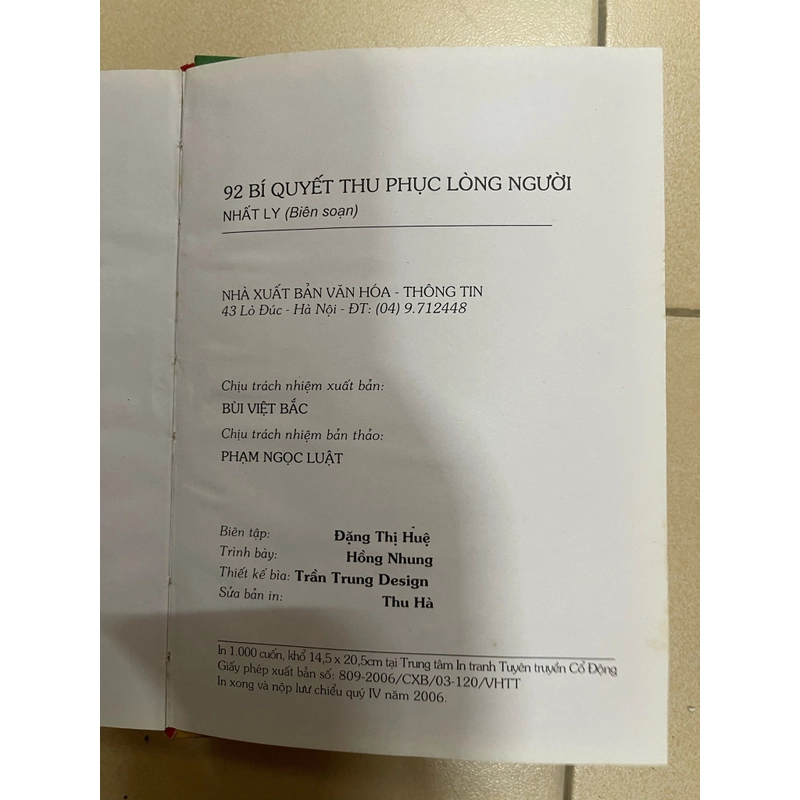 92 BÍ QUYẾT THU PHỤC LÒNG NGƯỜI
NHẤT LY (Biên soạn)
NHÀ XUẤT BẢN VĂN HÓA - THÔNG TIN
43 Lò Đúc - Hà Nội - ĐT: (04) 9.712448
Chịu trách nhiệm xuất bản:
BÙI VIỆT BẮC
Chịu trách nhiệm bản thảo:
PHẠM NGỌC LUẬT
Biên tập: Đặng Thị Huệ
Trình bày: Hồng Nhung
Thiết kế bìa: Trần Trung Design
Sửa bản in: Thu Hà
In 1.000 cuốn, khổ 14,5 x 20,5cm tại Trung tâm In tranh Tuyên truyền Cổ Động
Giấy phép xuất bản số: 809-2006/CXB/03-120/VHTT
In xong và nộp lưu chiểu quý IV năm 2006.